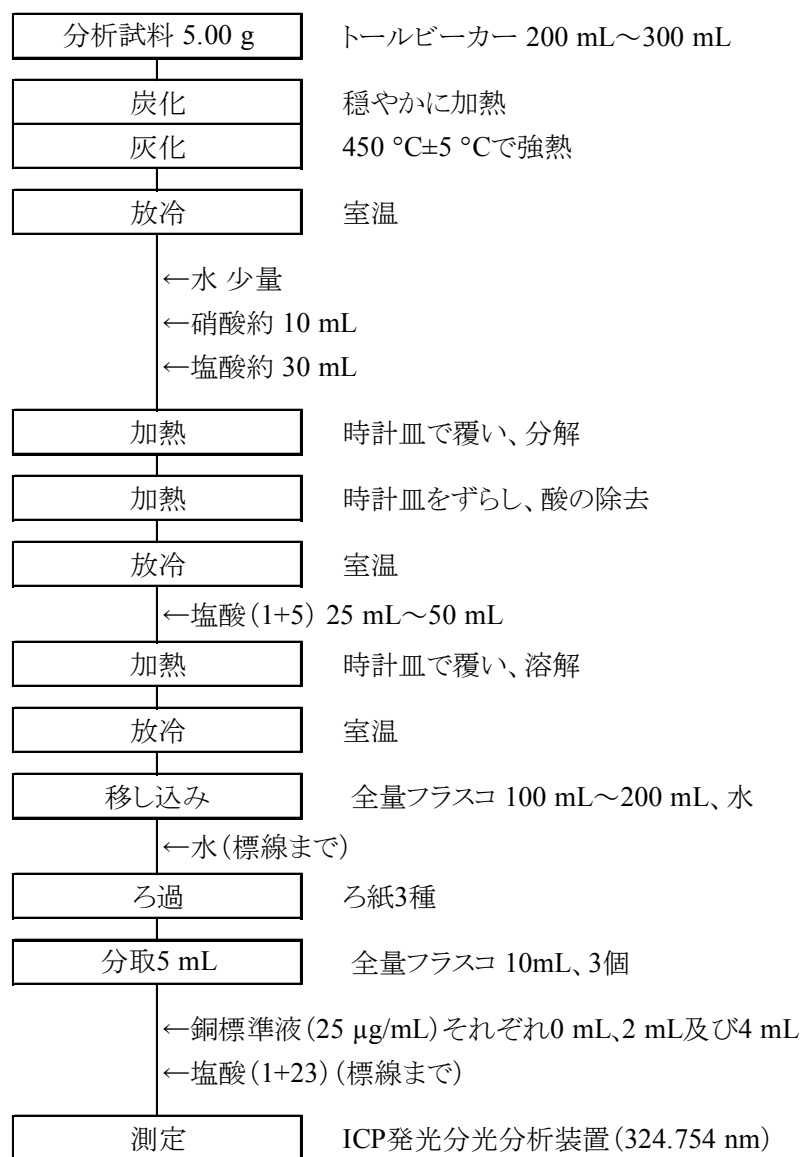 分析試料 5.00 g トールビーカー 200 mL～300 mL
炭化 穏やかに加熱
灰化 450 °C±5 °Cで強熱
放冷 室温
←水 少量
←硝酸約 10 mL
←塩酸約 30 mL
加熱 時計皿で覆い、分解
加熱 時計皿をずらし、酸の除去
放冷 室温
←塩酸（1+5） 25 mL～50 mL
加熱 時計皿で覆い、溶解
放冷 室温
移し込み 全量フラスコ 100 mL～200 mL、水
←水（標線まで）
ろ過 ろ紙3種
分取5 mL 全量フラスコ 10mL、3個
←銅標準液（25 µg/mL）それぞれ0 mL、2 mL及び4 mL
←塩酸（1+23）（標線まで）
測定 ICP発光分光分析装置（324.754 nm）